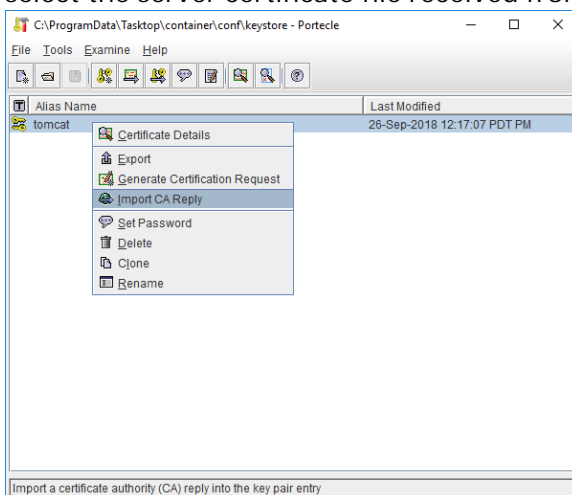 select the server certificate file received from
C:\ProgramData\Tasktop\container\conf\keystore - Portecle
File Tools Examine Help
Alias Name Last Modified
tomcat 26-Sep-2018 12:17:07 PDT PM
Certificate Details
Export
Generate Certification Request
Import CA Reply
Set Password
Delete
Clone
Rename
Import a certificate authority (CA) reply into the key pair entry